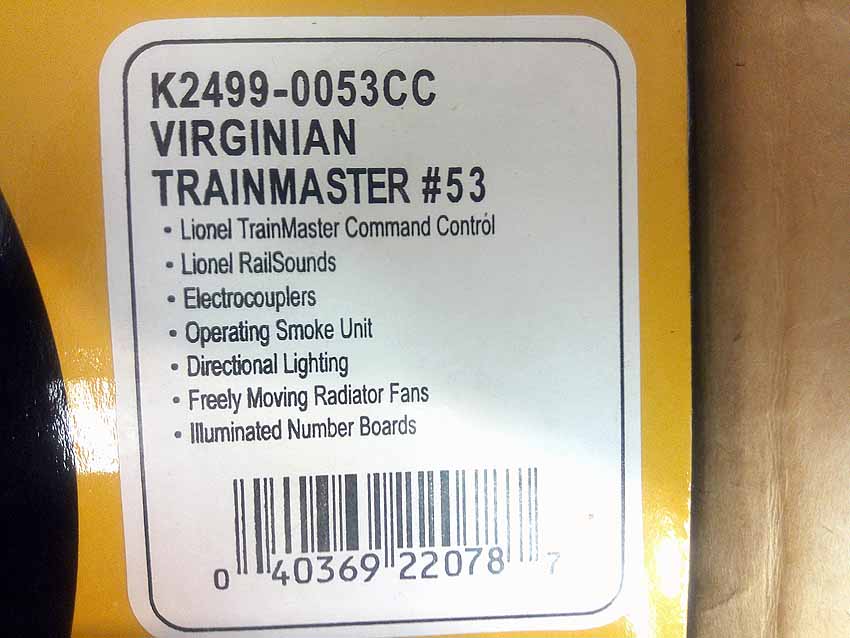 K2499-0053CC
VIRGINIAN
TRAINMASTER #53
• Lionel TrainMaster Command Control
• Lionel RailSounds
• Electrocouplers
• Operating Smoke Unit
• Directional Lighting
• Freely Moving Radiator Fans
• Illuminated Number Boards
0 40369 22078 7